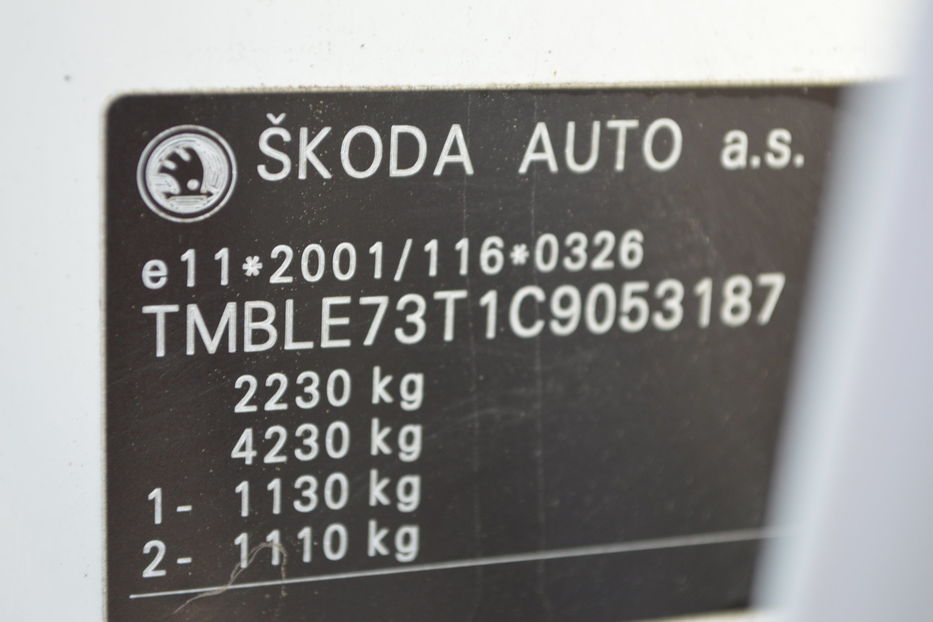 ŠKODA AUTO a.s.
e11*2001/116*0326
TMBLE73T1C9053187
2230 kg
4230 kg
1- 1130 kg
2- 1110 kg